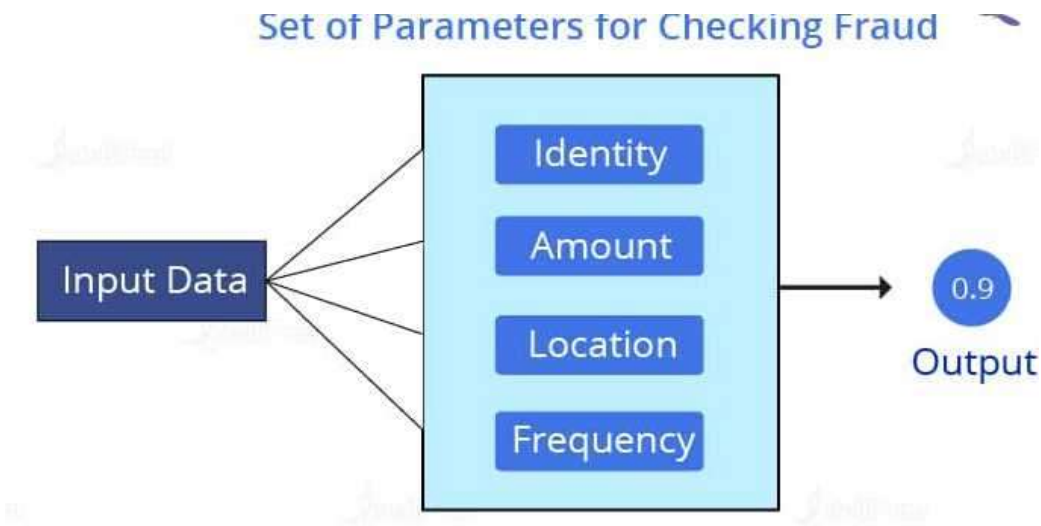 Set of Parameters for Checking Fraud
Identity
Amount
Input Data
Location
Frequency
0.9
Output